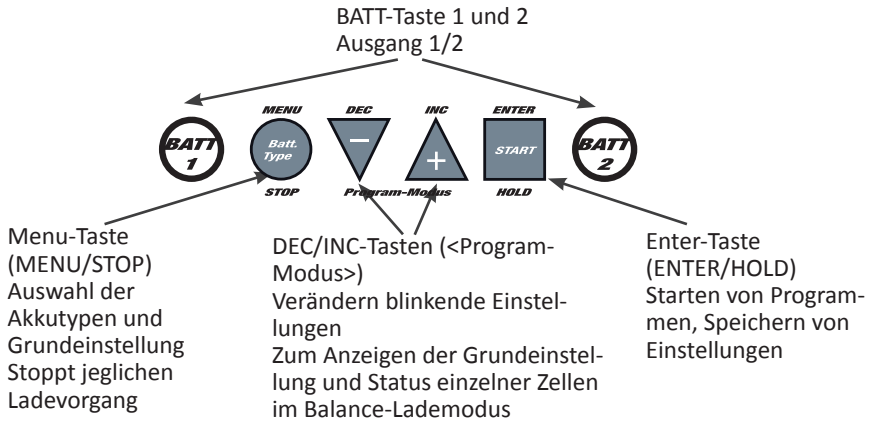 BATT-Taste 1 und 2
Ausgang 1/2
MENU
DEC
INC
ENTER
BATT
1
Batt.
Type
−
+
START
BATT
2
STOP
Program-Modus
HOLD
Menu-Taste
(MENU/STOP)
Auswahl der
Akkutypen und
Grundeinstellung
Stoppt jeglichen
Ladevorgang
DEC/INC-Tasten (<Program-
Modus>)
Verändern blinkende Einstel-
lungen
Zum Anzeigen der Grundeinstel-
lung und Status einzelner Zellen
im Balance-Lademodus
Enter-Taste
(ENTER/HOLD)
Starten von Program-
men, Speichern von
Einstellungen